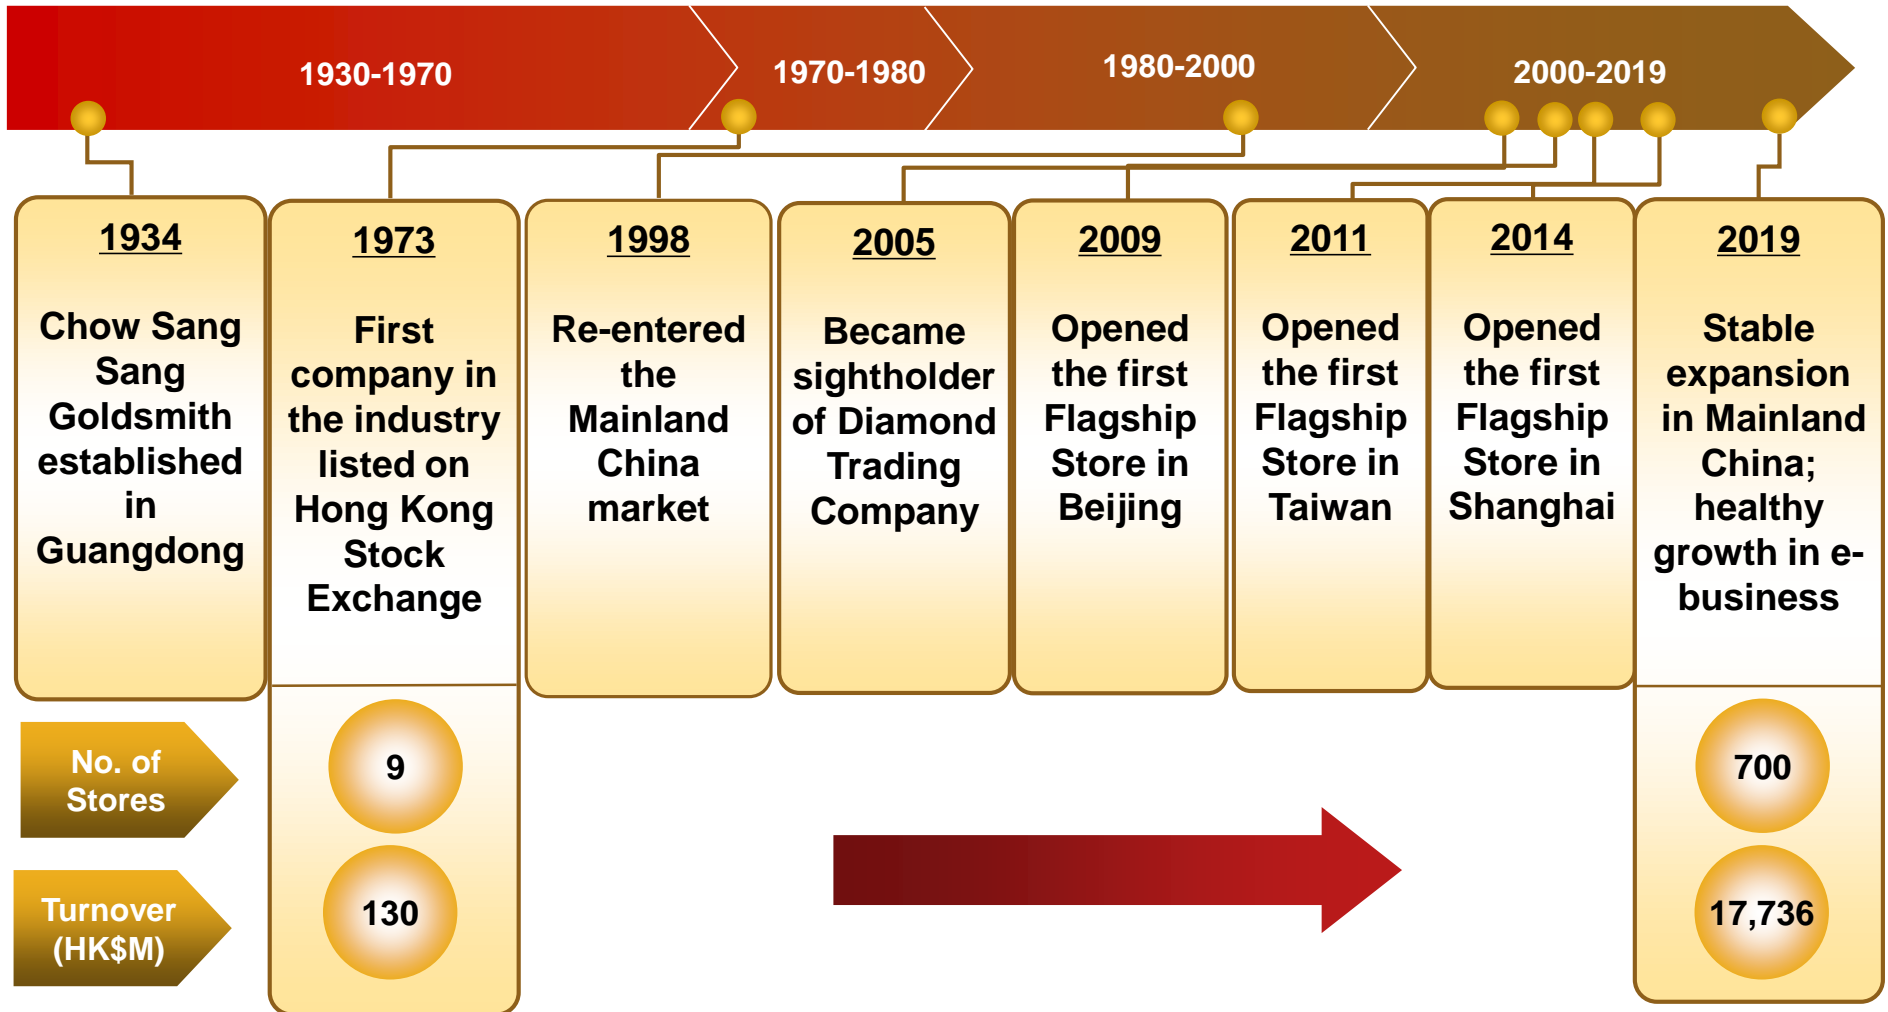 1930-1970
1970-1980
1980-2000
2000-2019
1934
Chow Sang
Sang
Goldsmith
established
in
Guangdong
1973
First
company in
the industry
listed on
Hong Kong
Stock
Exchange
1998
Re-entered
the
Mainland
China
market
2005
Became
sightholder
of Diamond
Trading
Company
2009
Opened
the first
Flagship
Store in
Beijing
2011
Opened
the first
Flagship
Store in
Taiwan
2014
Opened
the first
Flagship
Store in
Shanghai
2019
Stable
expansion
in Mainland
China;
healthy
growth in e-
business
No. of
Stores
9
700
Turnover
(HK$M)
130
17,736